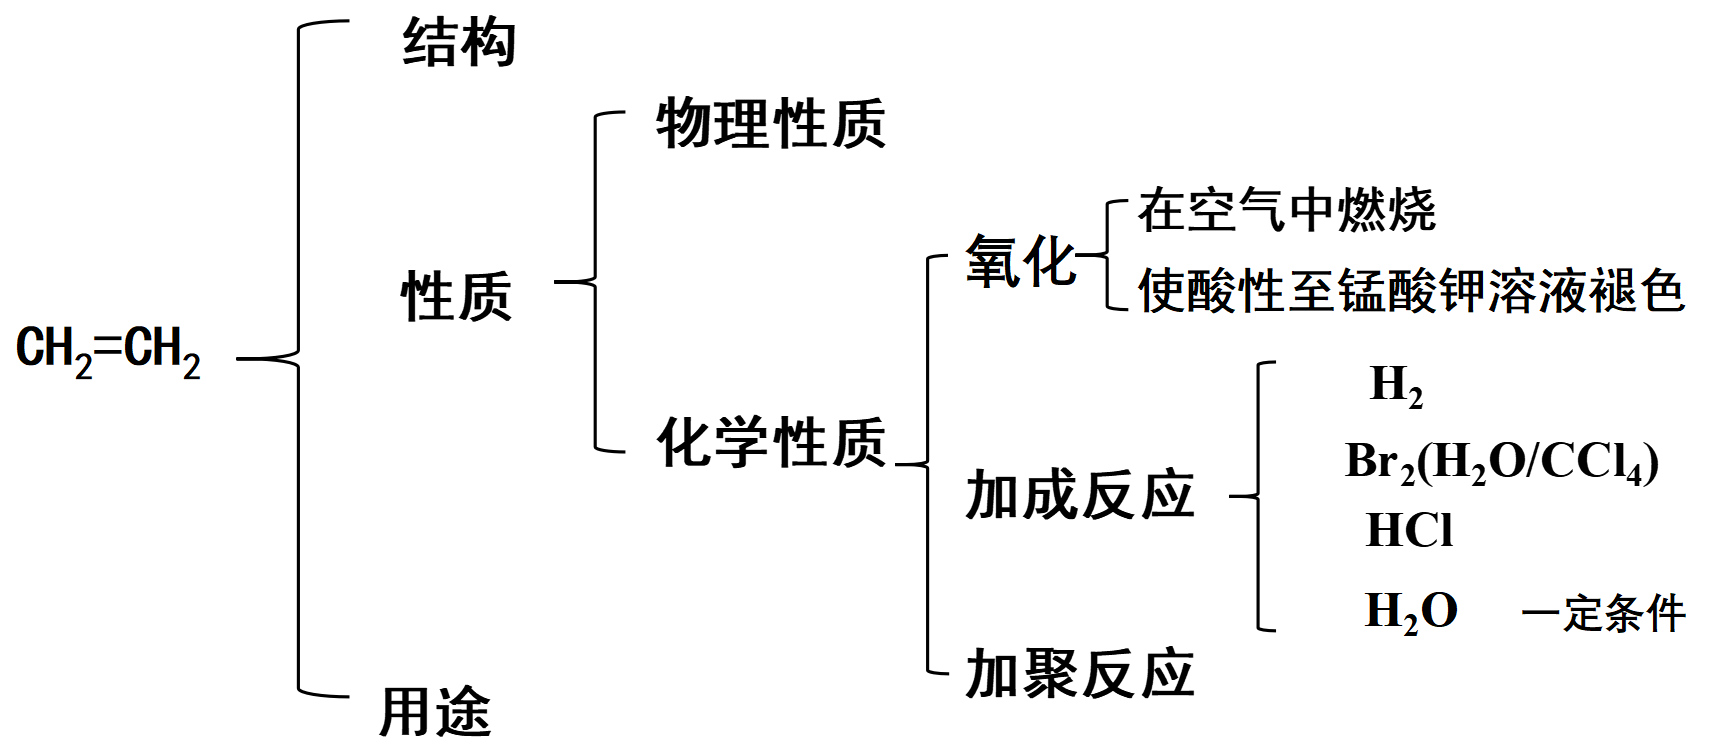 结构
物理性质
在空气中燃烧
氧化
使酸性至锰酸钾溶液褪色
性质
CH₂=CH₂
H₂
化学性质
Br₂(H₂O/CCl₄)
加成反应
HCl
H₂O 一定条件
加聚反应
用途